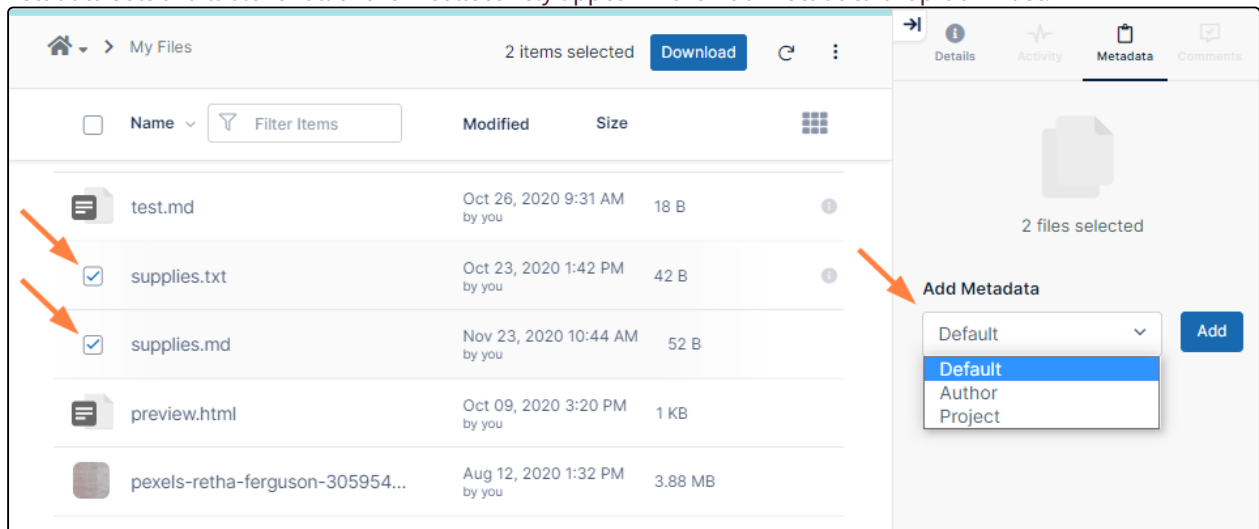 My Files
2 items selected
Download
Details
Activity
Metadata
Comments
Name
Filter Items
Modified
Size
test.md
Oct 26, 2020 9:31 AM
by you
18 B
supplies.txt
Oct 23, 2020 1:42 PM
by you
42 B
supplies.md
Nov 23, 2020 10:44 AM
by you
52 B
preview.html
Oct 09, 2020 3:20 PM
by you
1 KB
pexels-retha-ferguson-305954...
Aug 12, 2020 1:32 PM
by you
3.88 MB
2 files selected
Add Metadata
Default
Add
Default
Author
Project